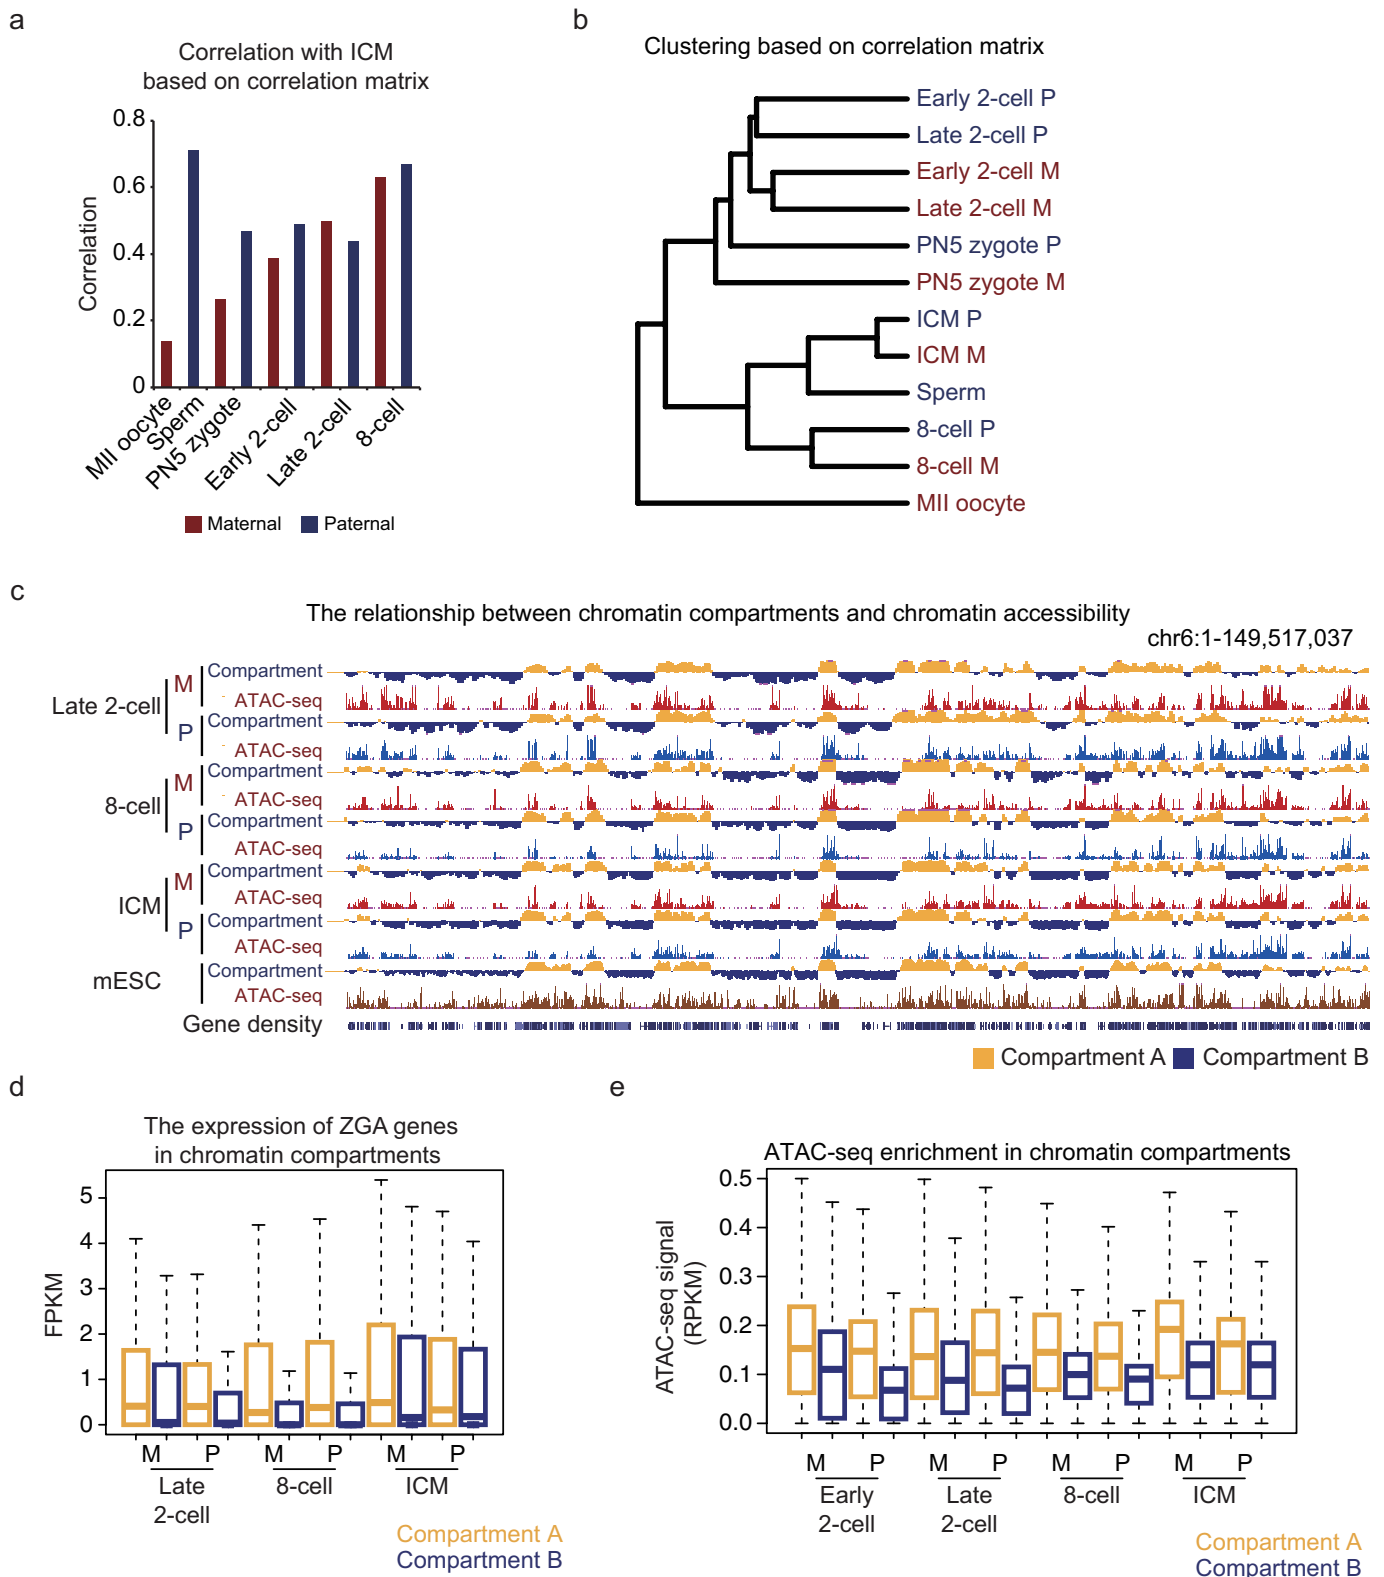 a
Correlation with ICM
based on correlation matrix
Correlation
0.8
0.6
0.4
0.2
0
MII oocyte
Sperm
PN5 zygote
Early 2-cell
Late 2-cell
8-cell
Maternal Paternal
b
Clustering based on correlation matrix
Early 2-cell P
Late 2-cell P
Early 2-cell M
Late 2-cell M
PN5 zygote P
PN5 zygote M
ICM P
ICM M
Sperm
8-cell P
8-cell M
MII oocyte
c
The relationship between chromatin compartments and chromatin accessibility
chr6:1-149,517,037
Late 2-cell
M
Compartment
ATAC-seq
P
Compartment
ATAC-seq
8-cell
M
Compartment
ATAC-seq
P
Compartment
ATAC-seq
ICM
M
Compartment
ATAC-seq
P
Compartment
ATAC-seq
mESC
Compartment
ATAC-seq
Gene density
Compartment A Compartment B
d
The expression of ZGA genes
in chromatin compartments
FPKM
5
4
3
2
1
0
M P M P
Late
2-cell
8-cell
ICM
Compartment A
Compartment B
e
ATAC-seq enrichment in chromatin compartments
ATAC-seq signal
(RPKM)
0.5
0.4
0.3
0.2
0.1
0.0
M P M P M P M P
Early
2-cell
Late
2-cell
8-cell
ICM
Compartment A
Compartment B